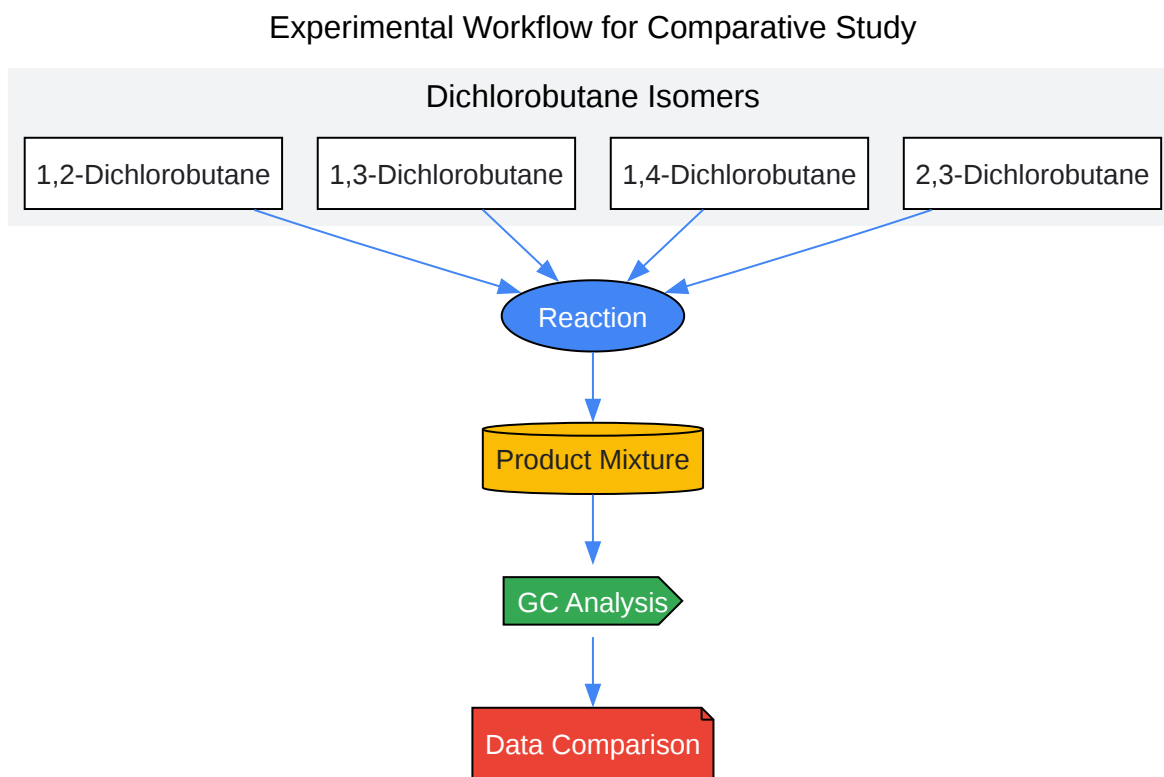 Experimental Workflow for Comparative Study
Dichlorobutane Isomers
1,2-Dichlorobutane
1,3-Dichlorobutane
1,4-Dichlorobutane
2,3-Dichlorobutane
Reaction
Product Mixture
GC Analysis
Data Comparison